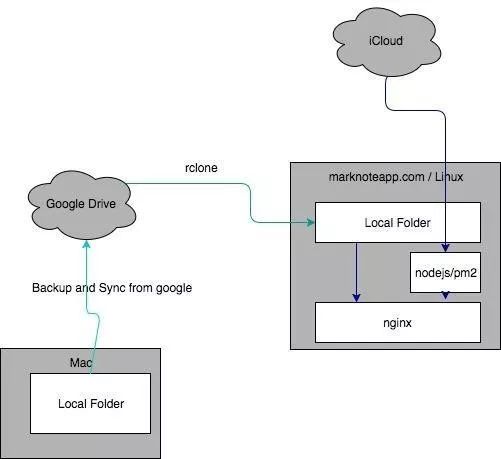 iCloud
rclone
marknoteapp.com / Linux
Google Drive
Local Folder
nodejs/pm2
Backup and Sync from google
nginx
Mac
Local Folder